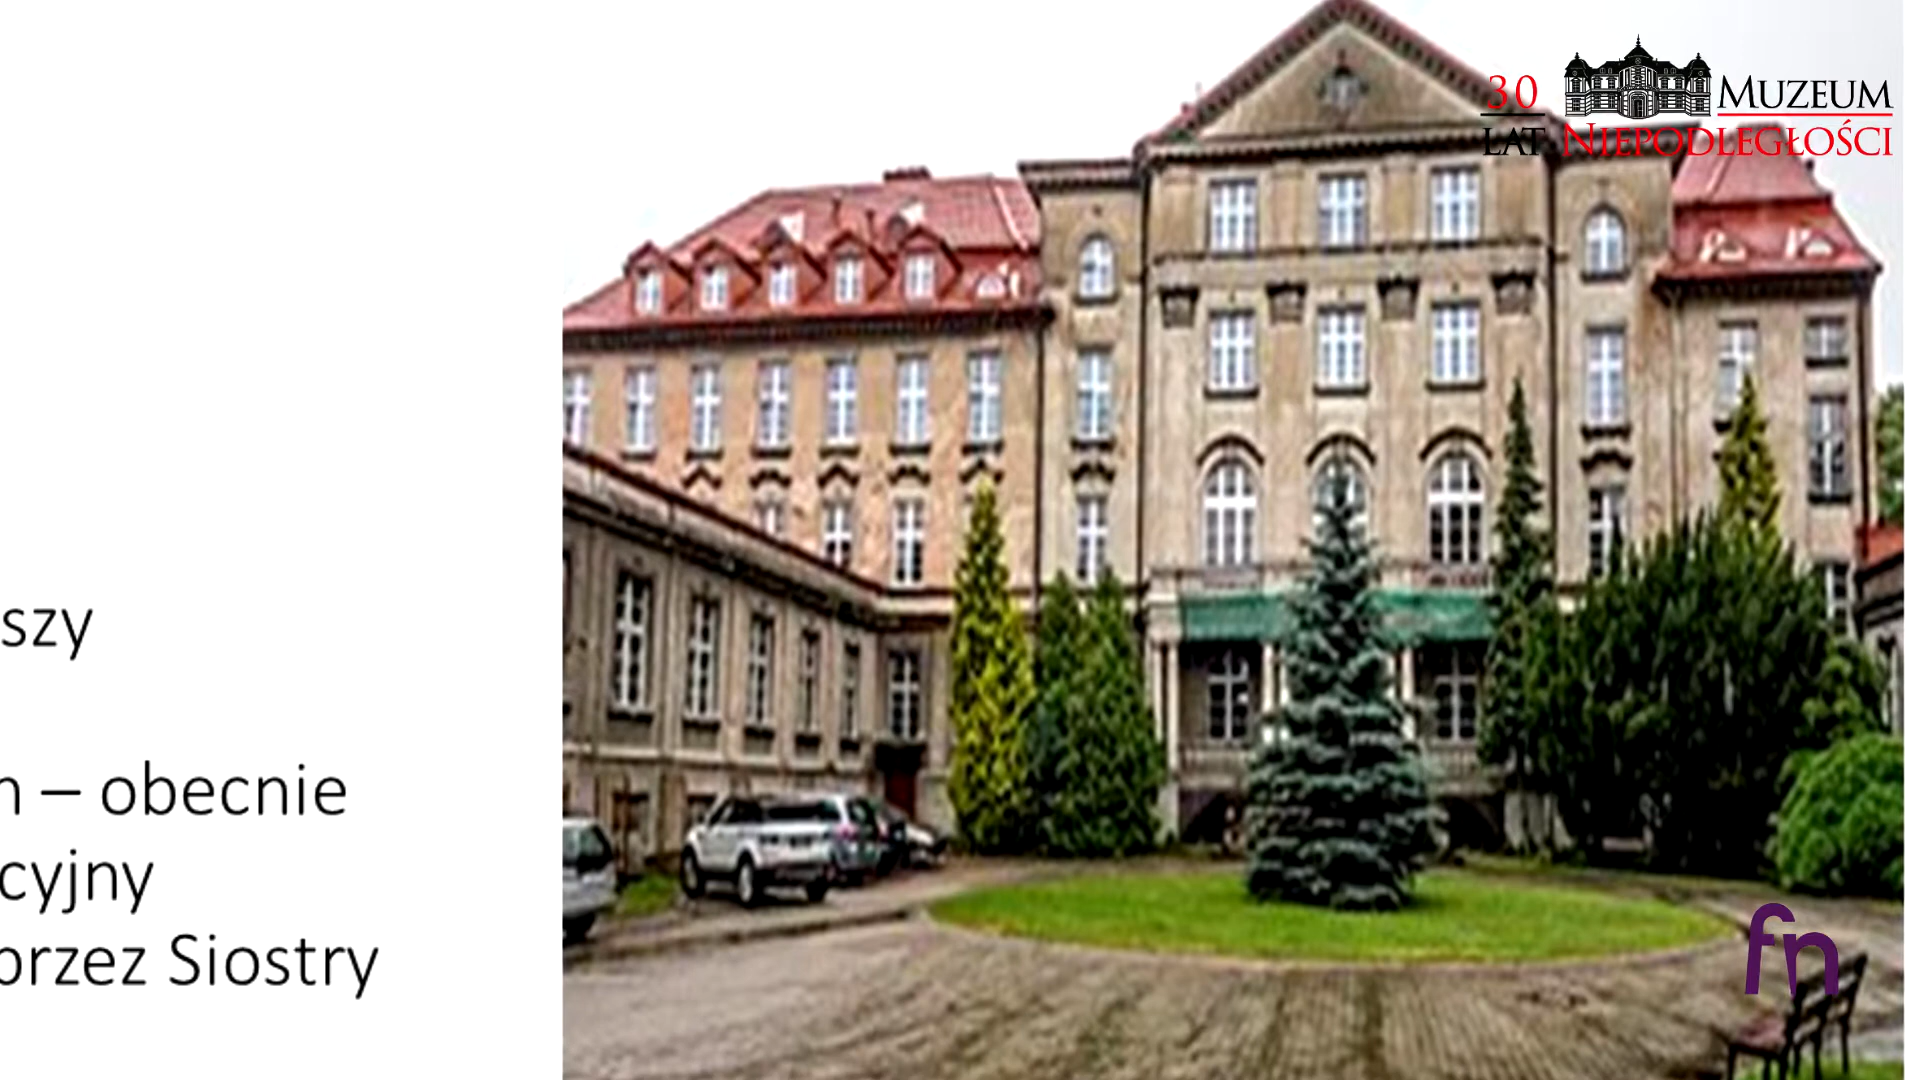 30 MUZEUM
LAT NIEPODLEGŁOŚCI
szy
– obecnie
cyjny
przez Siostry
fn